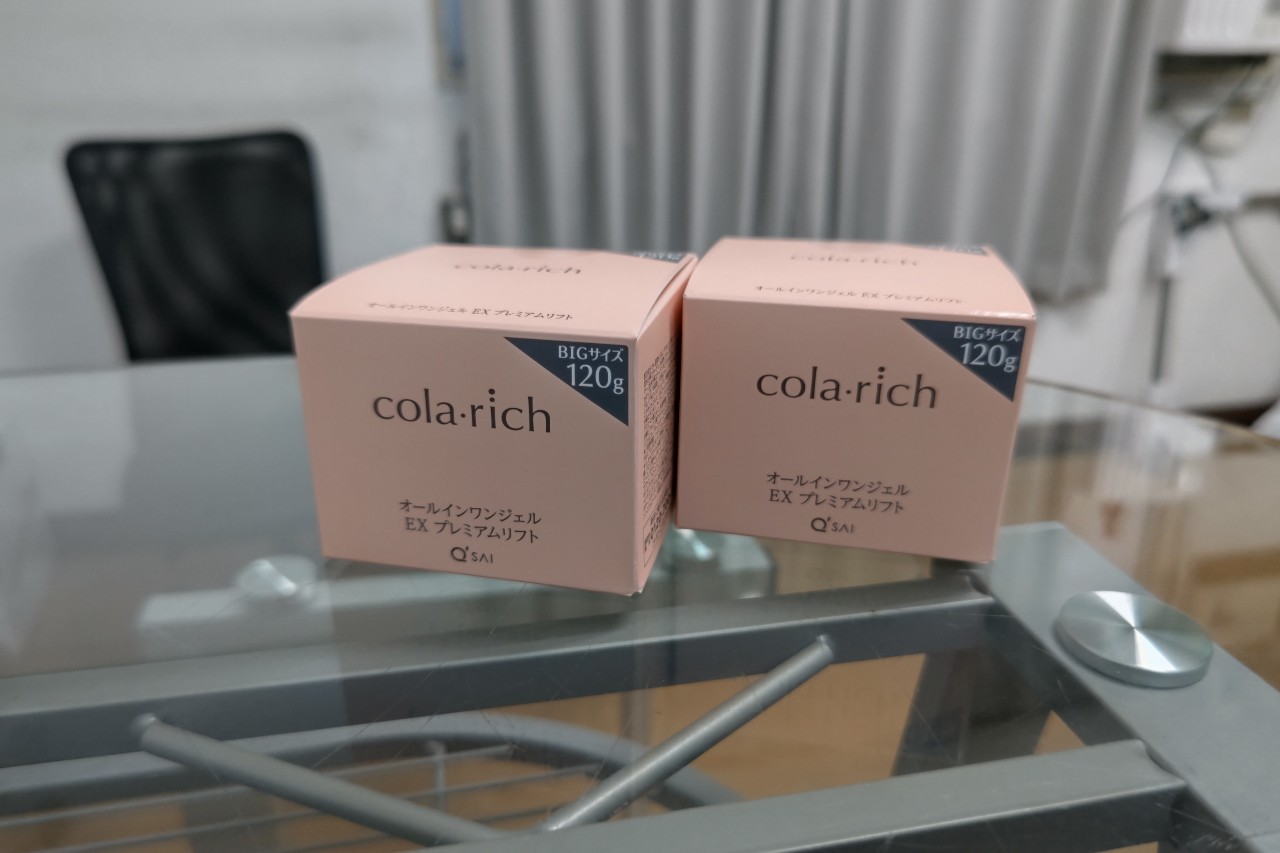 cola·rich
オールインワンジェル EX プレミアムリフト
BIGサイズ
120g
cola·rich
オールインワンジェル
EX プレミアムリフト
Q'SAI
cola·rich
オールインワンジェル EX プレミアムリフト
BIGサイズ
120g
cola·rich
オールインワンジェル
EX プレミアムリフト
Q'SAI